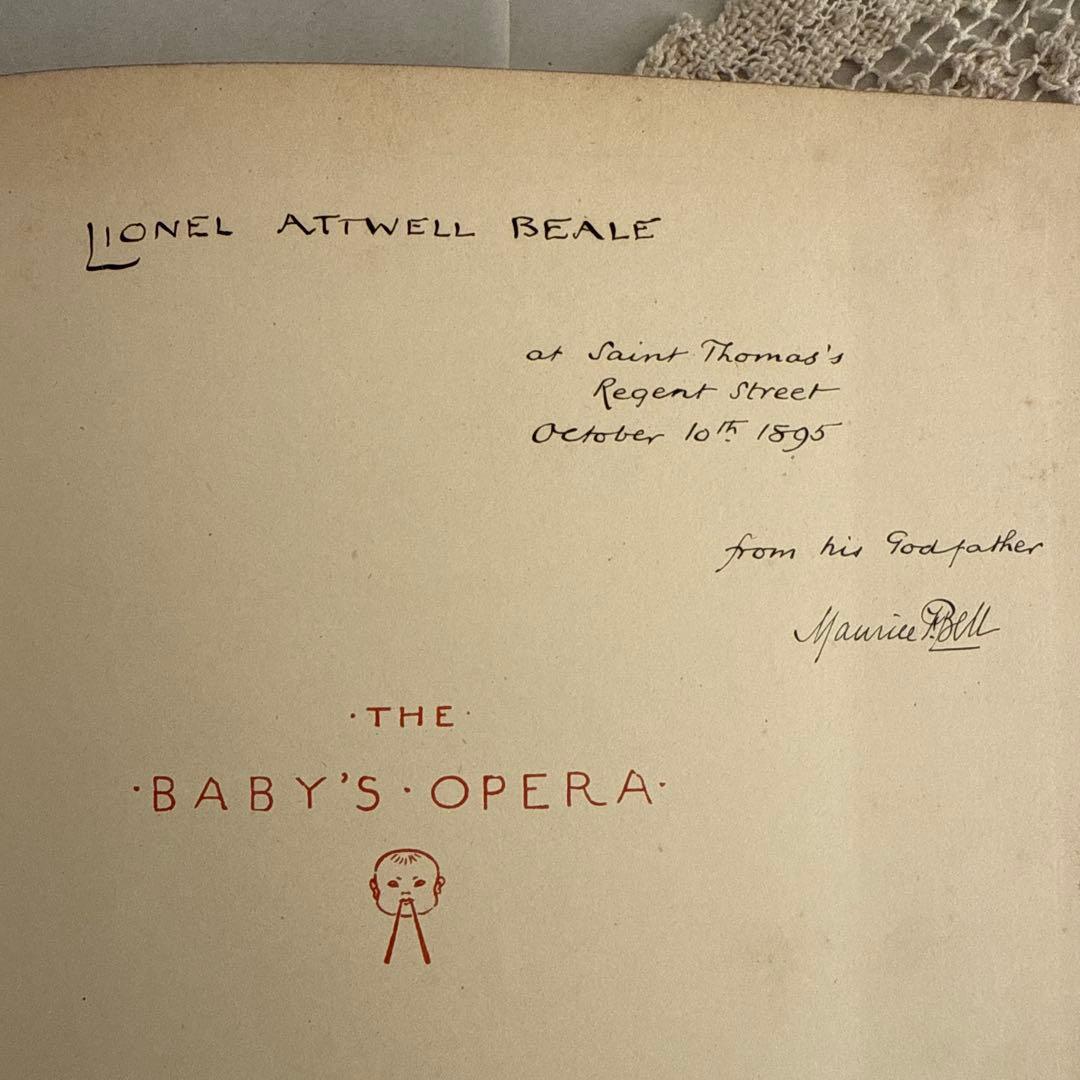 LIONEL ATTWELL BEALE
at Saint Thomas's
Regent Street
October 10th 1895
from his Godfather
Maurice F. Bell
·THE·
·BABY'S·OPERA·